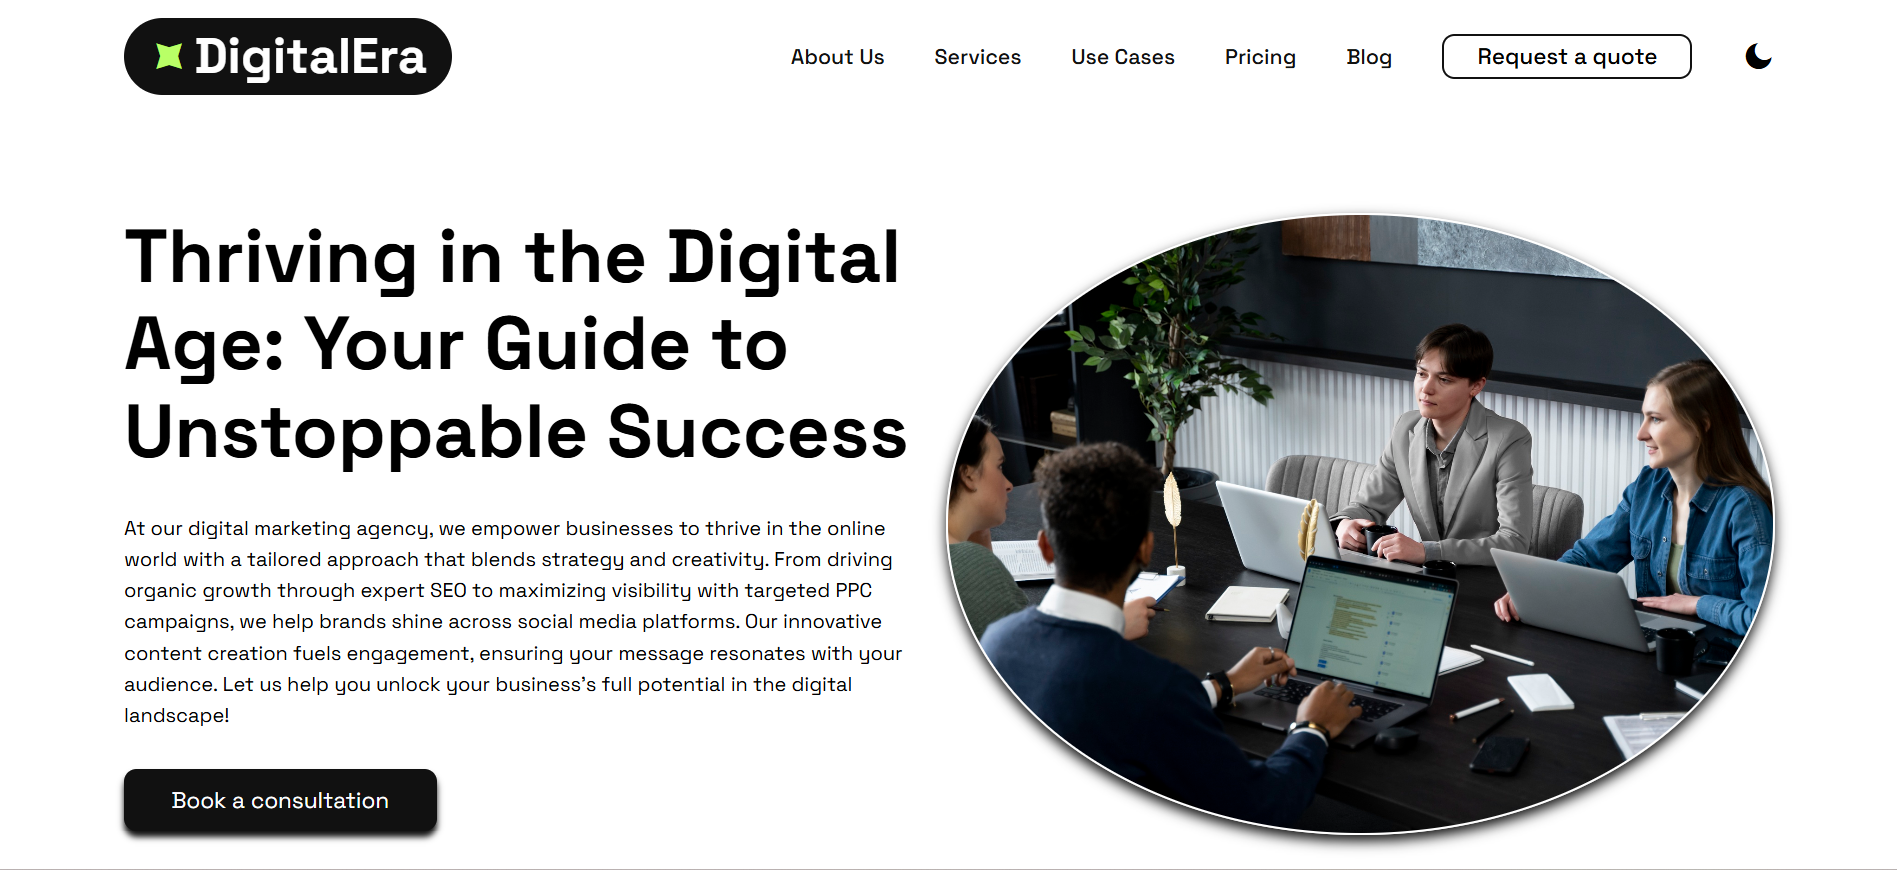 DigitalEra
About Us
Services
Use Cases
Pricing
Blog
Request a quote
Thriving in the Digital
Age: Your Guide to
Unstoppable Success
At our digital marketing agency, we empower businesses to thrive in the online
world with a tailored approach that blends strategy and creativity. From driving
organic growth through expert SEO to maximizing visibility with targeted PPC
campaigns, we help brands shine across social media platforms. Our innovative
content creation fuels engagement, ensuring your message resonates with your
audience. Let us help you unlock your business's full potential in the digital
landscape!
Book a consultation